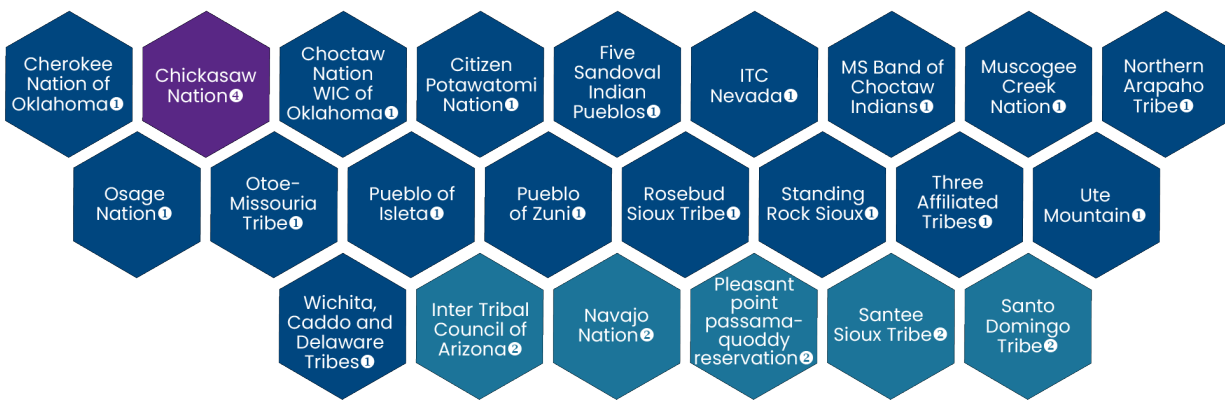 Cherokee
Nation of
Oklahoma❶
Chickasaw
Nation❹
Choctaw
Nation
WIC of
Oklahoma❶
Citizen
Potawatomi
Nation❶
Five
Sandoval
Indian
Pueblos❶
ITC
Nevada❶
MS Band of
Choctaw
Indians❶
Muscogee
Creek
Nation❶
Northern
Arapaho
Tribe❶
Osage
Nation❶
Otoe-
Missouria
Tribe❶
Pueblo of
Isleta❶
Pueblo
of Zuni❶
Rosebud
Sioux Tribe❶
Standing
Rock Sioux❶
Three
Affiliated
Tribes❶
Ute
Mountain❶
Wichita,
Caddo and
Delaware
Tribes❶
Inter Tribal
Council of
Arizona❷
Navajo
Nation❷
Pleasant
point
passama-
quoddy
reservation❷
Santee
Sioux Tribe❷
Santo
Domingo
Tribe❷